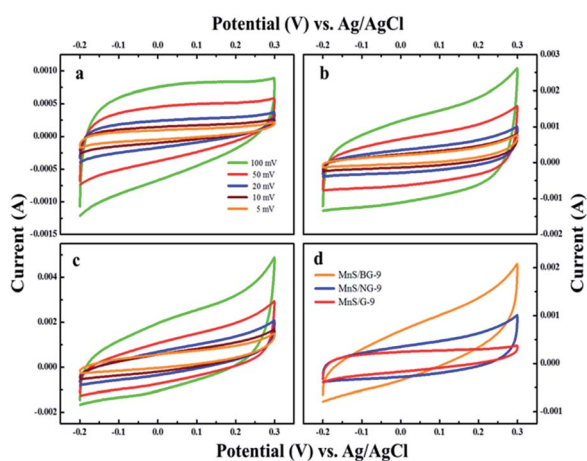 Potential (V) vs. Ag/AgCl
-0.2 -0.1 0.0 0.1 0.2 0.3
-0.2 -0.1 0.0 0.1 0.2 0.3
a
0.0010
0.0005
0.0000
-0.0005
-0.0010
-0.0015
100 mV
50 mV
20 mV
10 mV
5 mV
b
0.003
0.002
0.001
0.000
-0.001
-0.002
Current (A)
Current (A)
c
0.004
0.002
0.000
-0.002
d
MnS/BG-9
MnS/NG-9
MnS/G-9
0.002
0.001
0.000
-0.001
-0.2 -0.1 0.0 0.1 0.2 0.3
-0.2 -0.1 0.0 0.1 0.2 0.3
Potential (V) vs. Ag/AgCl